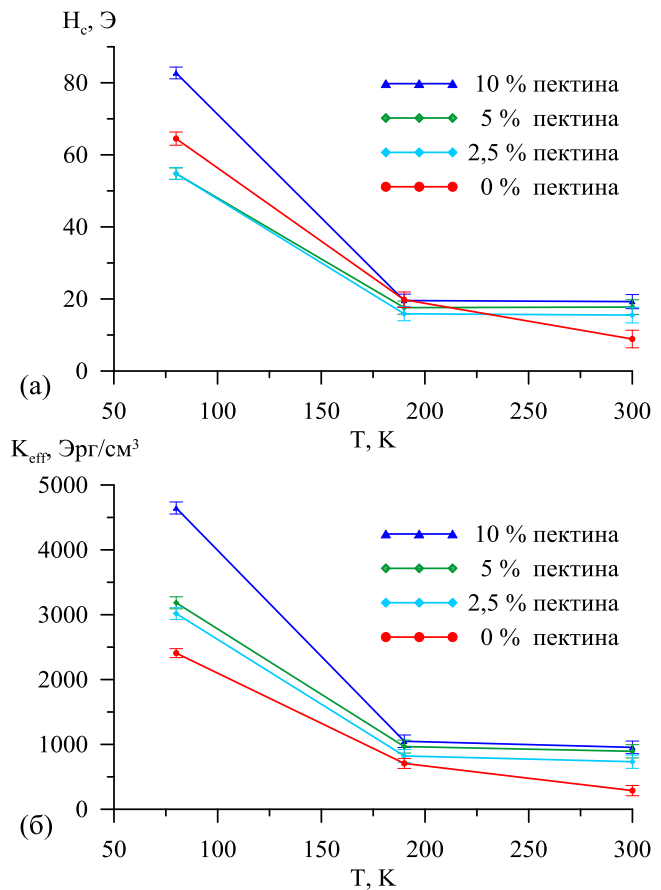 H_c, Э
80
60
40
20
0
10 % пектина
5 % пектина
2,5 % пектина
0 % пектина
50 100 150 200 250 300
(а)
T, K
K_eff, Эрг/см³
5000
4000
3000
2000
1000
0
10 % пектина
5 % пектина
2,5 % пектина
0 % пектина
50 100 150 200 250 300
(б)
T, K